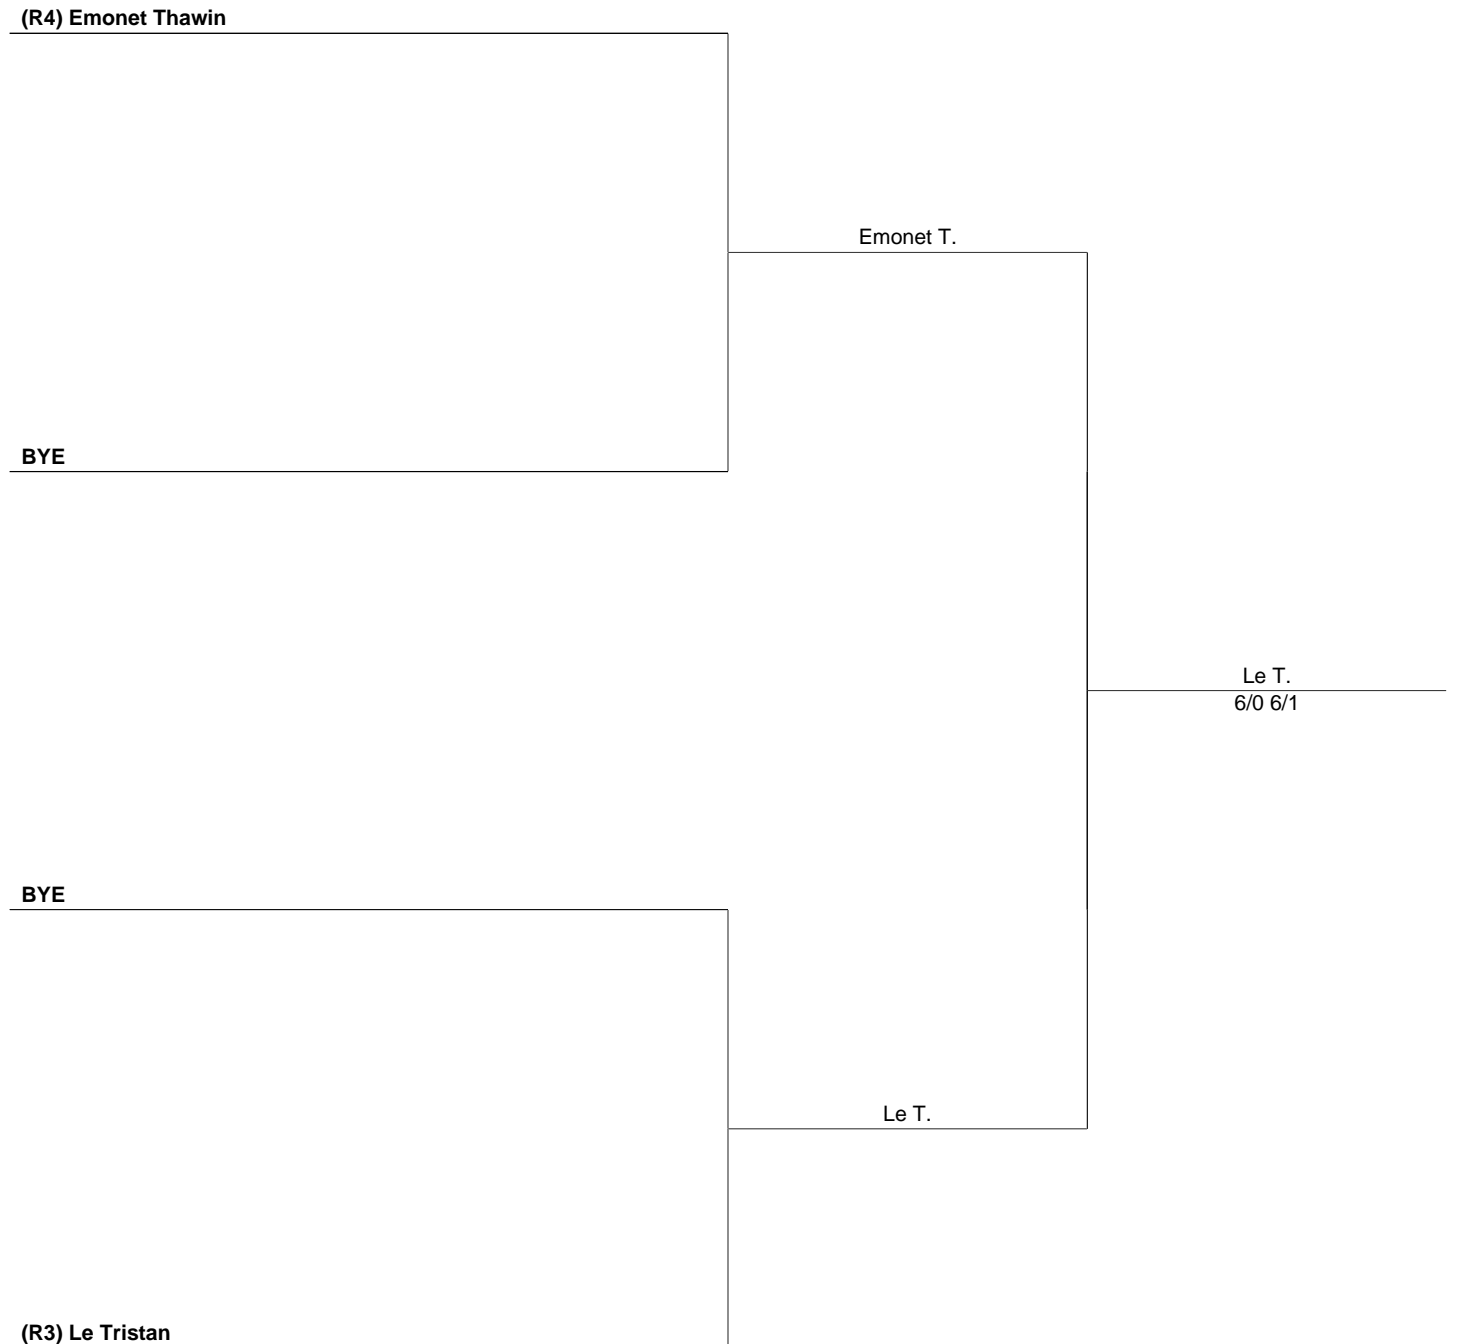 (R4) Emonet Thawin
Emonet T.
BYE
Le T.
6/0 6/1
BYE
Le T.
(R3) Le Tristan